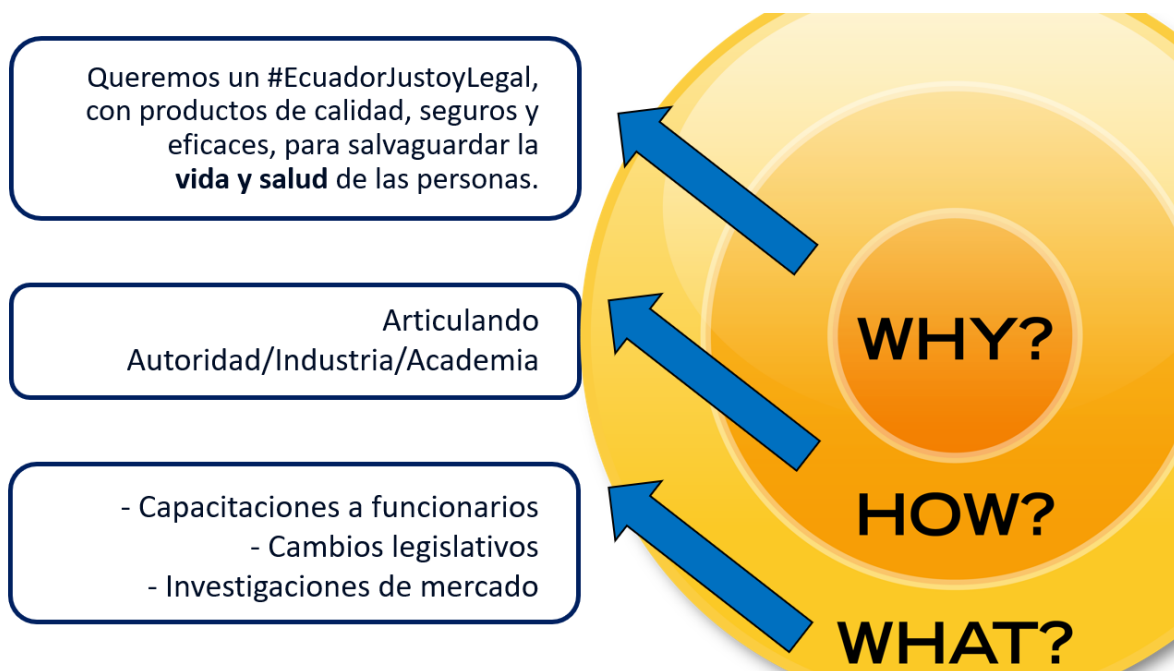 Queremos un #EcuadorJustoyLegal,
con productos de calidad, seguros y
eficaces, para salvaguardar la
vida y salud de las personas.
WHY?
Articulando
Autoridad/Industria/Academia
HOW?
- Capacitaciones a funcionarios
- Cambios legislativos
- Investigaciones de mercado
WHAT?